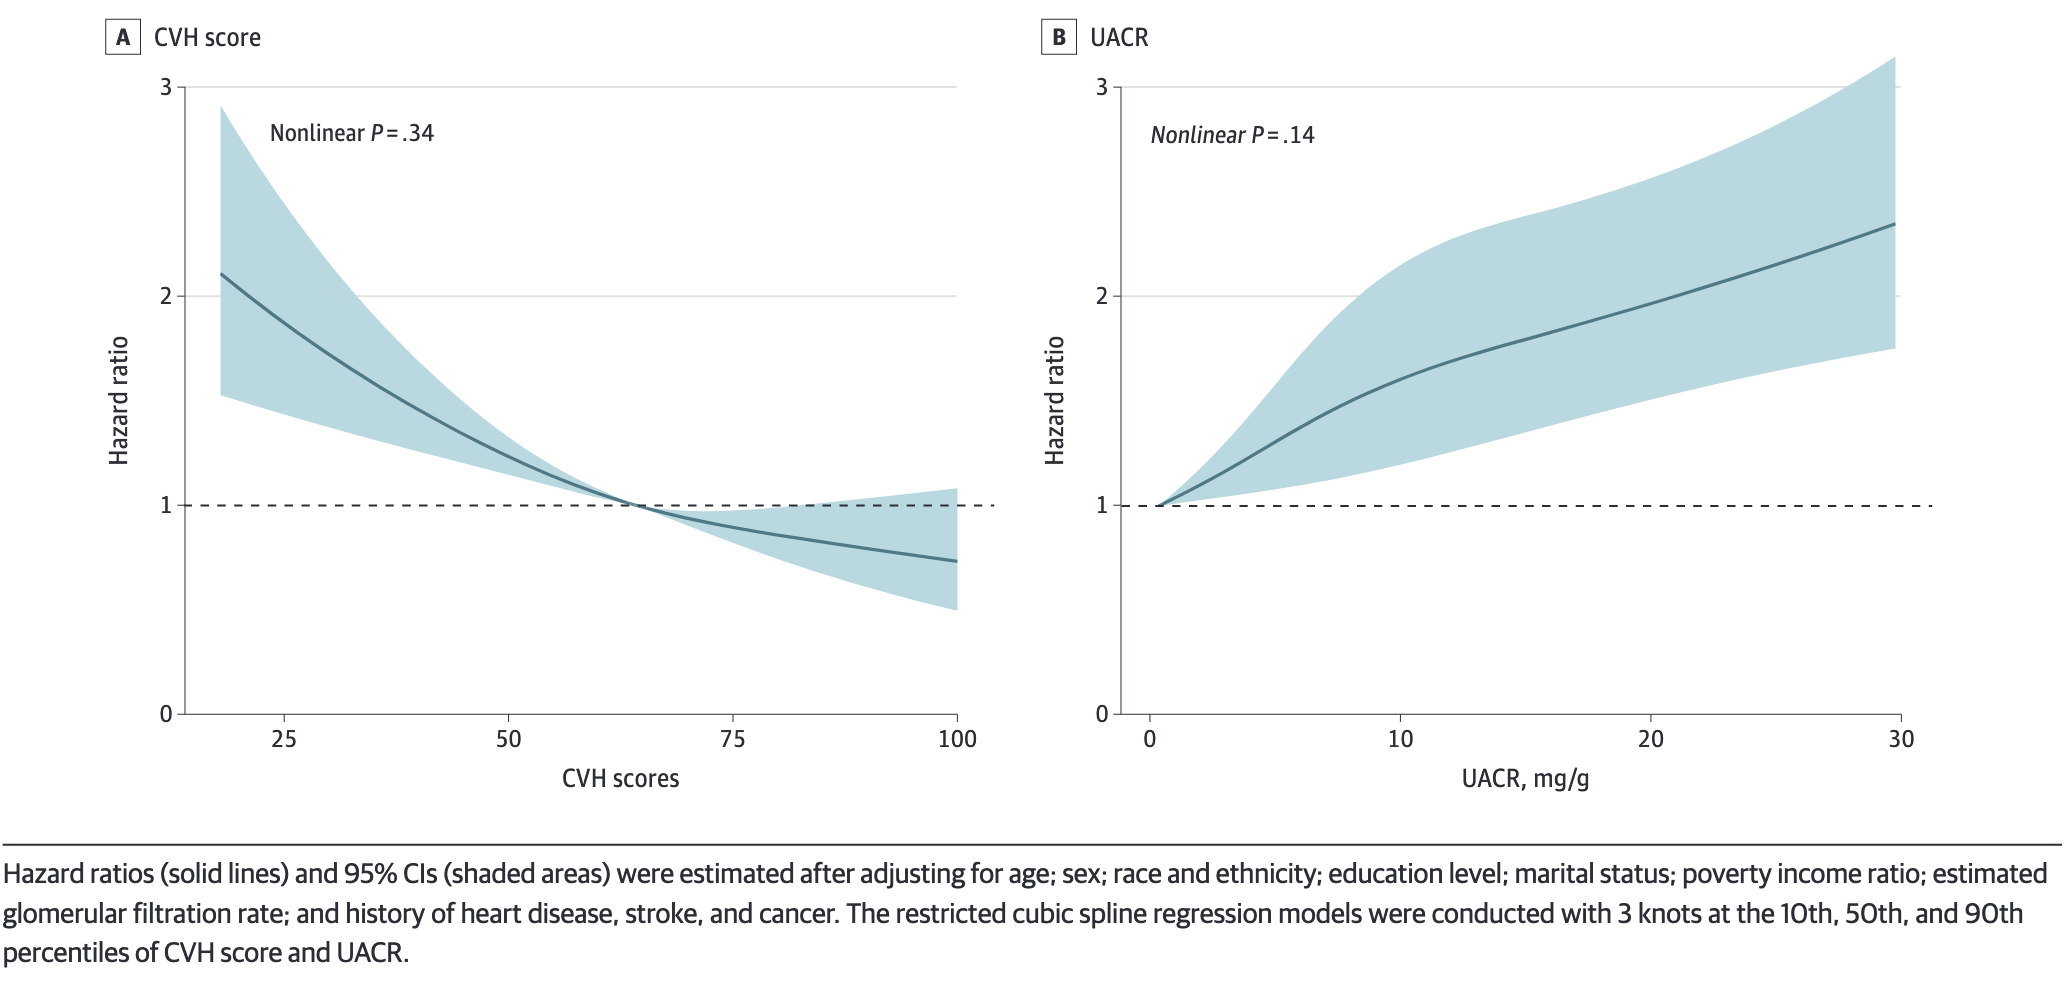 A CVH score
3
Nonlinear P = .34
2
1
0
Hazard ratio
25 50 75 100
CVH scores
B UACR
3
Nonlinear P = .14
2
1
0
Hazard ratio
0 10 20 30
UACR, mg/g
Hazard ratios (solid lines) and 95% CIs (shaded areas) were estimated after adjusting for age; sex; race and ethnicity; education level; marital status; poverty income ratio; estimated
glomerular filtration rate; and history of heart disease, stroke, and cancer. The restricted cubic spline regression models were conducted with 3 knots at the 10th, 50th, and 90th
percentiles of CVH score and UACR.